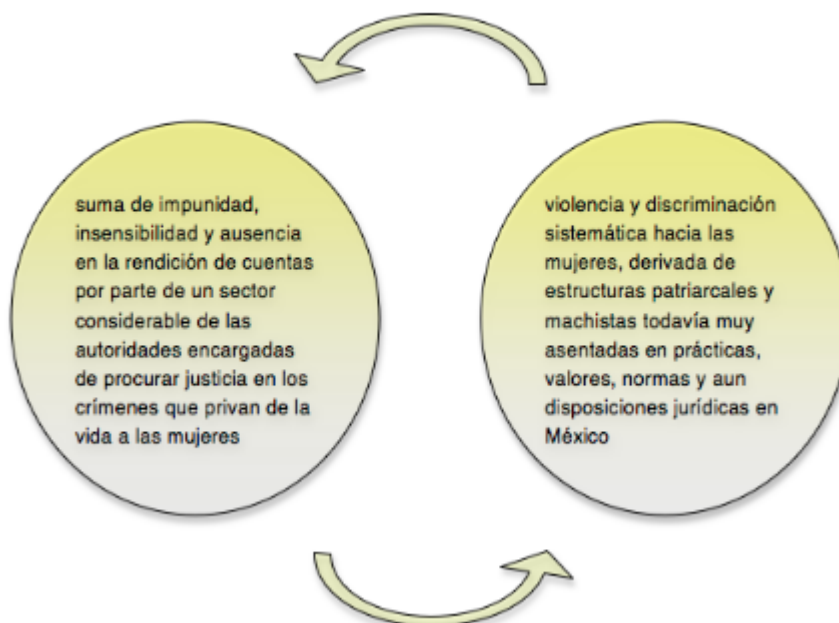 suma de impunidad,
insensibilidad y ausencia
en la rendición de cuentas
por parte de un sector
considerable de las
autoridades encargadas
de procurar justicia en los
crímenes que privan de la
vida a las mujeres
violencia y discriminación
sistemática hacia las
mujeres, derivada de
estructuras patriarcales y
machistas todavía muy
asentadas en prácticas,
valores, normas y aun
disposiciones jurídicas en
México